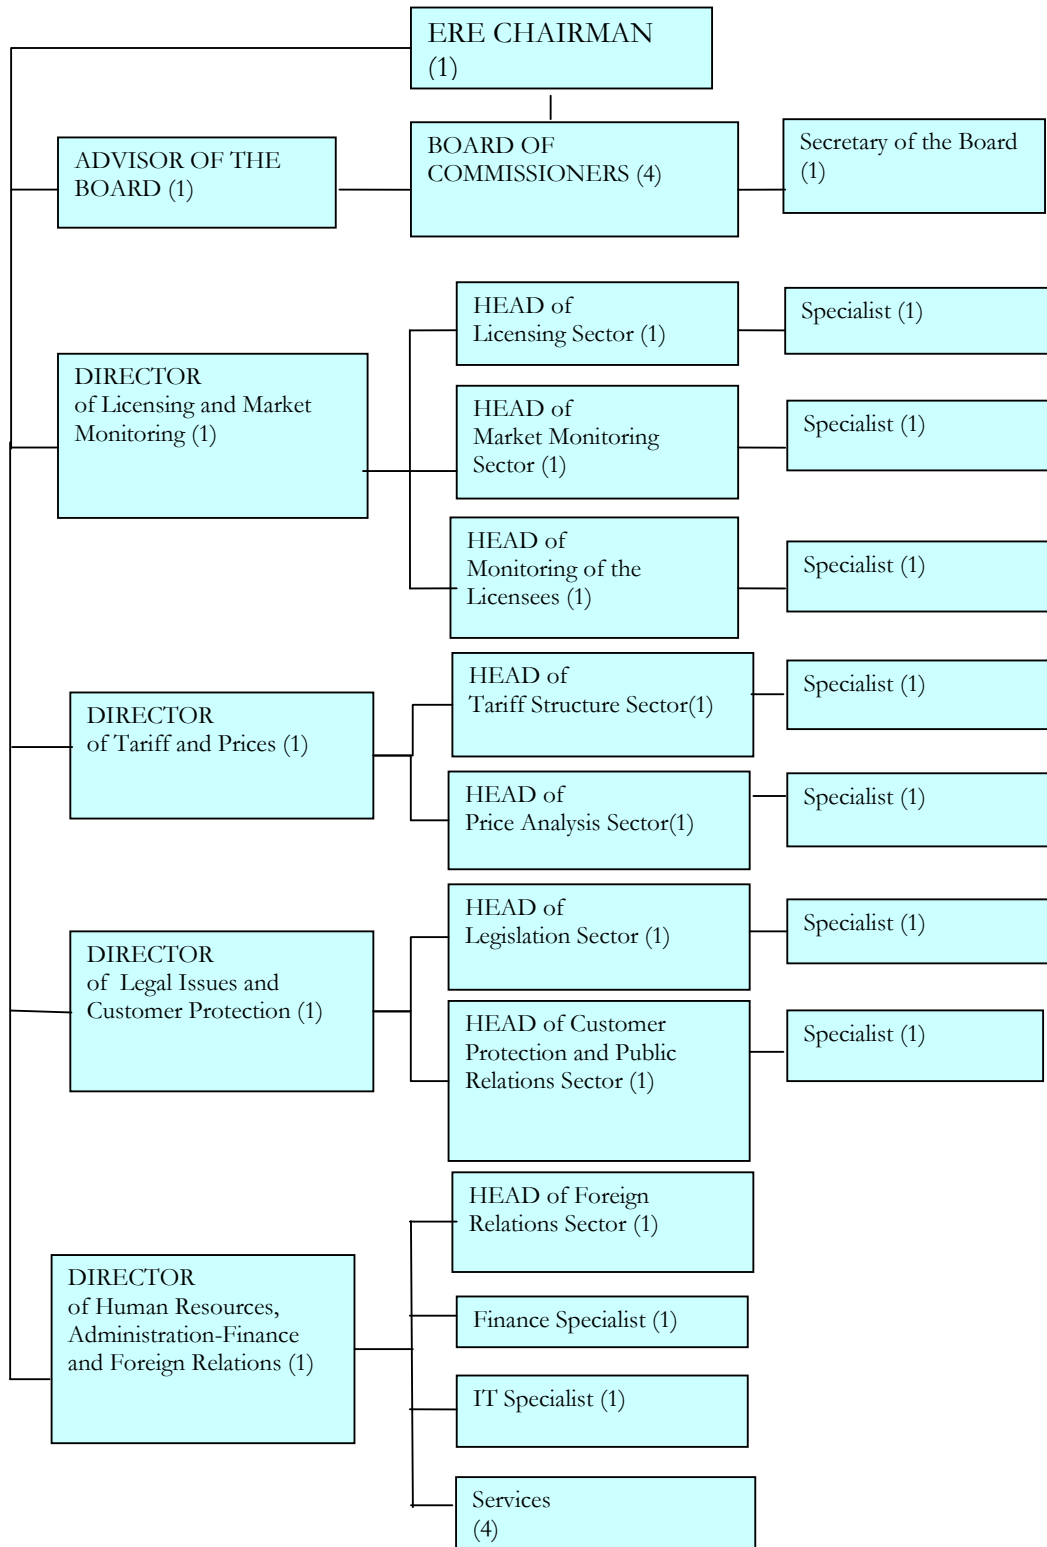 ERE CHAIRMAN
(1)
ADVISOR OF THE
BOARD (1)
BOARD OF
COMMISSIONERS (4)
Secretary of the Board
(1)
DIRECTOR
of Licensing and Market
Monitoring (1)
HEAD of
Licensing Sector (1)
Specialist (1)
HEAD of
Market Monitoring
Sector (1)
Specialist (1)
HEAD of
Monitoring of the
Licensees (1)
Specialist (1)
DIRECTOR
of Tariff and Prices (1)
HEAD of
Tariff Structure Sector(1)
Specialist (1)
HEAD of
Price Analysis Sector(1)
Specialist (1)
DIRECTOR
of  Legal Issues and
Customer Protection (1)
HEAD of
Legislation Sector (1)
Specialist (1)
HEAD of Customer
Protection and Public
Relations Sector (1)
Specialist (1)
DIRECTOR
of Human Resources,
Administration-Finance
and Foreign Relations (1)
HEAD of Foreign
Relations Sector (1)
Finance Specialist (1)
IT Specialist (1)
Services
(4)